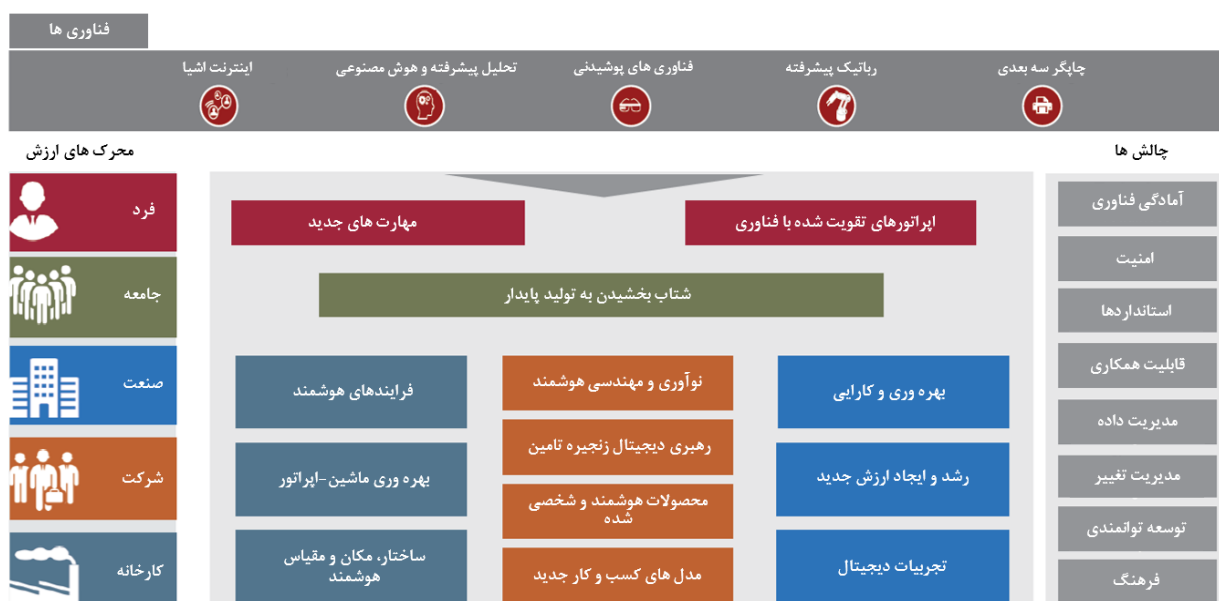 فناوری ها
چاپگر سه بعدی
رباتیک پیشرفته
فناوری های پوشیدنی
تحلیل پیشرفته و هوش مصنوعی
اینترنت اشیا
چالش ها
آمادگی فناوری
امنیت
استانداردها
قابلیت همکاری
مدیریت داده
مدیریت تغییر
توسعه توانمندی
فرهنگ
اپراتورهای تقویت شده با فناوری
مهارت های جدید
شتاب بخشیدن به تولید پایدار
بهره وری و کارایی
رشد و ایجاد ارزش جدید
تجربیات دیجیتال
نوآوری و مهندسی هوشمند
رهبری دیجیتال زنجیره تامین
محصولات هوشمند و شخصی
شده
مدل های کسب و کار جدید
فرایندهای هوشمند
بهره وری ماشین-اپراتور
ساختار، مکان و مقیاس
هوشمند
محرک های ارزش
فرد
جامعه
صنعت
شرکت
کارخانه